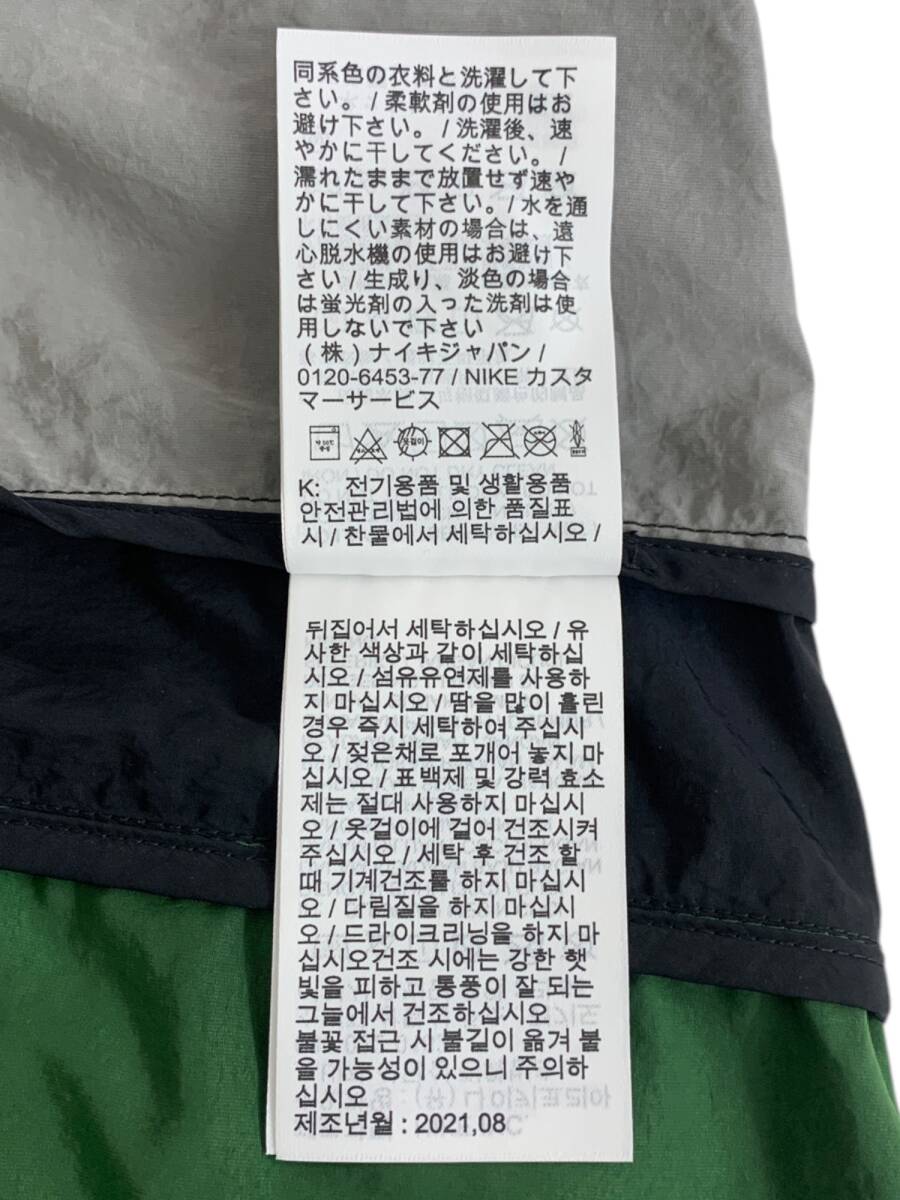 同系色の衣料と洗濯して下
さい。/ 柔軟剤の使用はお
避け下さい。/ 洗濯後、速
やかに干してください。/
濡れたままで放置せず速や
かに干して下さい。/ 水を通
しにくい素材の場合は、遠
心脱水機の使用はお避け下
さい / 生成り、淡色の場合
は蛍光剤の入った洗剤は使
用しないで下さい
( 株 ) ナイキジャパン /
0120-6453-77 / NIKE カスタ
マーサービス
옷걸이
K: 전기용품 및 생활용품
안전관리법에 의한 품질표
시 / 찬물에서 세탁하십시오 /
뒤집어서 세탁하십시오 / 유
사한 색상과 같이 세탁하십
시오 / 섬유유연제를 사용하
지 마십시오 / 땀을 많이 흘린
경우 즉시 세탁하여 주십시
오 / 젖은채로 포개어 놓지 마
십시오 / 표백제 및 강력 효소
제는 절대 사용하지 마십시
오 / 옷걸이에 걸어 건조시켜
주십시오 / 세탁 후 건조 할
때 기계건조를 하지 마십시
오 / 다림질을 하지 마십시
오 / 드라이크리닝을 하지 마
십시오건조 시에는 강한 햇
빛을 피하고 통풍이 잘 되는
그늘에서 건조하십시오
불꽃 접근 시 불길이 옮겨 붙
을 가능성이 있으니 주의하
십시오
제조년월 : 2021,08